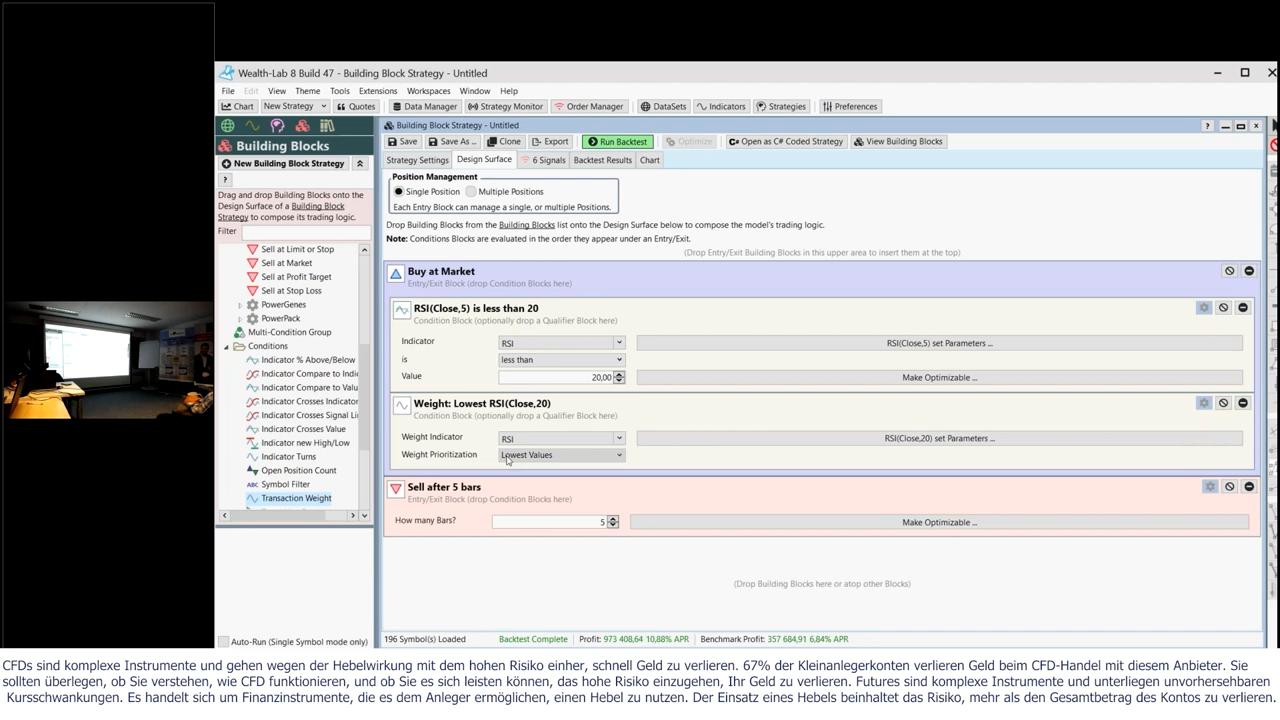 Wealth-Lab 8 Build 47 - Building Block Strategy - Untitled
File Edit View Theme Tools Extensions Workspaces Window Help
Chart New Strategy Quotes Data Manager Strategy Monitor Order Manager DataSets Indicators Strategies Preferences
Building Blocks
New Building Block Strategy
?
Drag and drop Building Blocks onto the
Design Surface of a Building Block
Strategy to compose its trading logic.
Filter
Sell at Limit or Stop
Sell at Market
Sell at Profit Target
Sell at Stop Loss
PowerGenes
PowerPack
Multi-Condition Group
Conditions
Indicator % Above/Below
Indicator Compare to Indic
Indicator Compare to Valu
Indicator Crosses Indicator
Indicator Crosses Signal Li
Indicator Crosses Value
Indicator new High/Low
Indicator Turns
Open Position Count
ABC Symbol Filter
Transaction Weight
Auto-Run (Single Symbol mode only)
Building Block Strategy - Untitled
?
Save Save As ... Clone Export Run Backtest Optimize C# Open as C# Coded Strategy View Building Blocks
Strategy Settings Design Surface 6 Signals Backtest Results Chart
Position Management
Single Position Multiple Positions
Each Entry Block can manage a single, or multiple Positions.
Drop Building Blocks from the Building Blocks list onto the Design Surface below to compose the model's trading logic.
Note: Conditions Blocks are evaluated in the order they appear under an Entry/Exit.
(Drop Entry/Exit Building Blocks in this upper area to insert them at the top)
Buy at Market
Entry/Exit Block (drop Condition Blocks here)
RSI(Close,5) is less than 20
Condition Block (optionally drop a Qualifier Block here)
Indicator RSI RSI(Close,5) set Parameters ...
is less than
Value 20,00 Make Optimizable ...
Weight: Lowest RSI(Close,20)
Condition Block (optionally drop a Qualifier Block here)
Weight Indicator RSI RSI(Close,20) set Parameters ...
Weight Prioritization Lowest Values
Sell after 5 bars
Entry/Exit Block (drop Condition Blocks here)
How many Bars? 5 Make Optimizable ...
(Drop Building Blocks here or atop other Blocks)
196 Symbol(s) Loaded Backtest Complete Profit: 973 408,64 10,88% APR Benchmark Profit: 357 684,91 6,84% APR
CFDs sind komplexe Instrumente und gehen wegen der Hebelwirkung mit dem hohen Risiko einher, schnell Geld zu verlieren. 67% der Kleinanlegerkonten verlieren Geld beim CFD-Handel mit diesem Anbieter. Sie
sollten überlegen, ob Sie verstehen, wie CFD funktionieren, und ob Sie es sich leisten können, das hohe Risiko einzugehen, Ihr Geld zu verlieren. Futures sind komplexe Instrumente und unterliegen unvorhersehbaren
Kursschwankungen. Es handelt sich um Finanzinstrumente, die es dem Anleger ermöglichen, einen Hebel zu nutzen. Der Einsatz eines Hebels beinhaltet das Risiko, mehr als den Gesamtbetrag des Kontos zu verlieren.